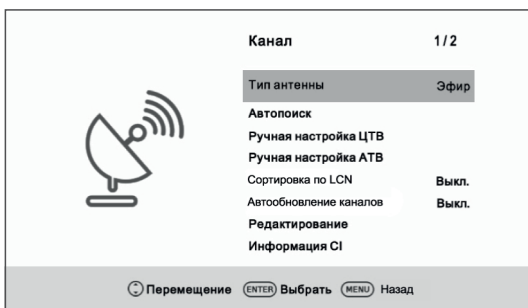 Канал 1/2
Тип антенны Эфир
Автопоиск
Ручная настройка ЦТВ
Ручная настройка АТВ
Сортировка по LCN Выкл.
Автообновление каналов Выкл.
Редактирование
Информация CI
Перемещение ENTER Выбрать MENU Назад